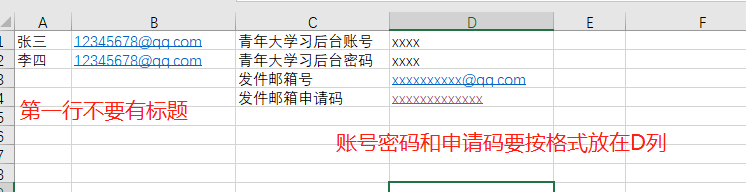 A B C D E F
1 张三 12345678@qq.com 青年大学习后台账号 xxxx
2 李四 12345678@qq.com 青年大学习后台密码 xxxx
3 发件邮箱号 xxxxxxxxxx@qq.com
4 发件邮箱申请码 xxxxxxxxxxxxx
第一行不要有标题
5
6
账号密码和申请码要按格式放在D列
7
8
9